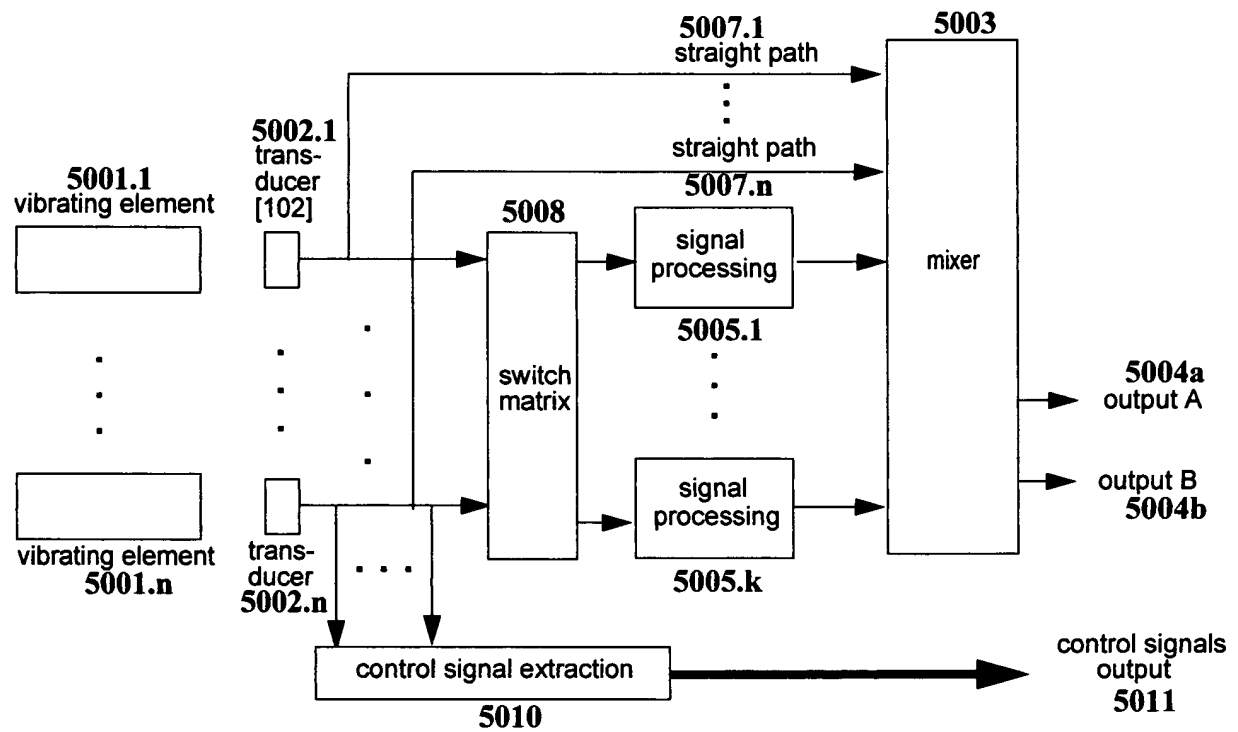 5007.1
straight path
5003
5002.1
trans-
ducer
[102]
straight path
5007.n
5001.1
vibrating element
5008
signal
processing
5005.1
mixer
switch
matrix
5004a
output A
signal
processing
5005.k
output B
5004b
vibrating element
5001.n
trans-
ducer
5002.n
control signal extraction
5010
control signals
output
5011